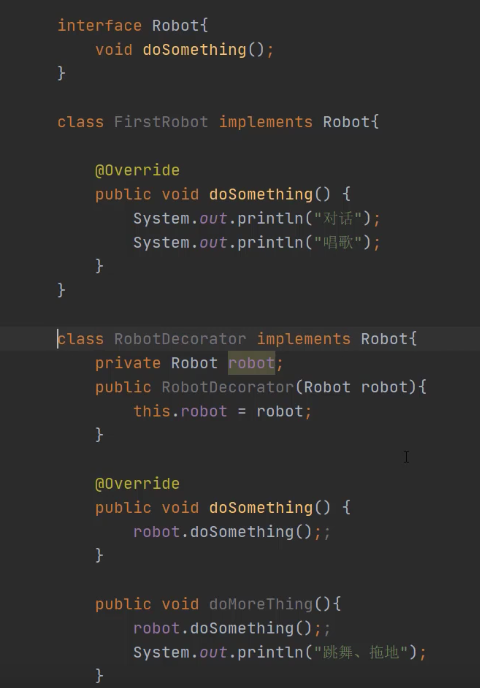 interface Robot{
void doSomething();
}
class FirstRobot implements Robot{
@Override
public void doSomething() {
System.out.println("对话");
System.out.println("唱歌");
}
}
class RobotDecorator implements Robot{
private Robot robot;
public RobotDecorator(Robot robot){
this.robot = robot;
}
@Override
public void doSomething() {
robot.doSomething();;
}
public void doMoreThing(){
robot.doSomething();;
System.out.println("跳舞、拖地");
}